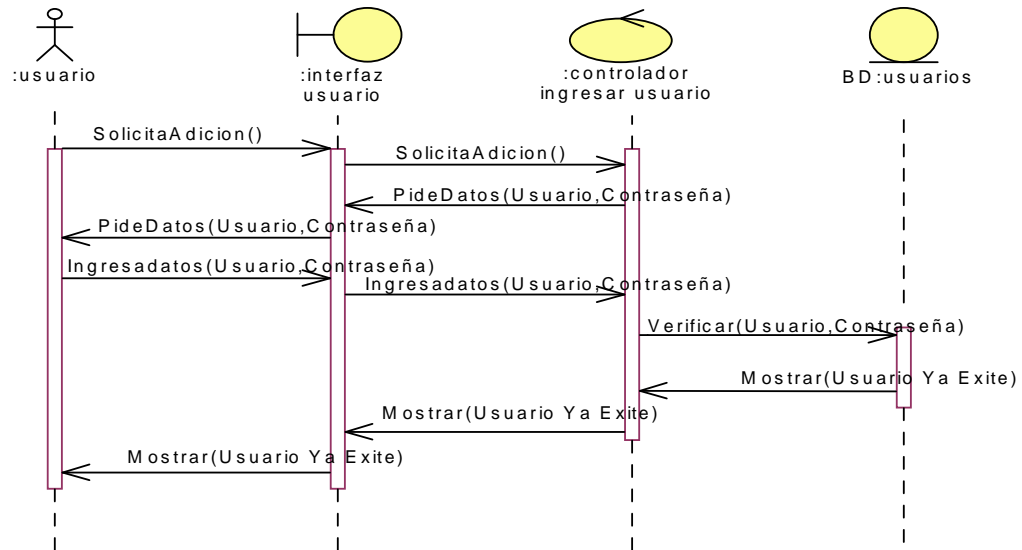 :usuario
:interfaz
usuario
:controlador
ingresar usuario
BD:usuarios
SolicitaAdicion()
SolicitaAdicion()
PideDatos(Usuario,Contraseña)
PideDatos(Usuario,Contraseña)
Ingresadatos(Usuario,Contraseña)
Ingresadatos(Usuario,Contraseña)
Verificar(Usuario,Contraseña)
Mostrar(Usuario Ya Exite)
Mostrar(Usuario Ya Exite)
Mostrar(Usuario Ya Exite)